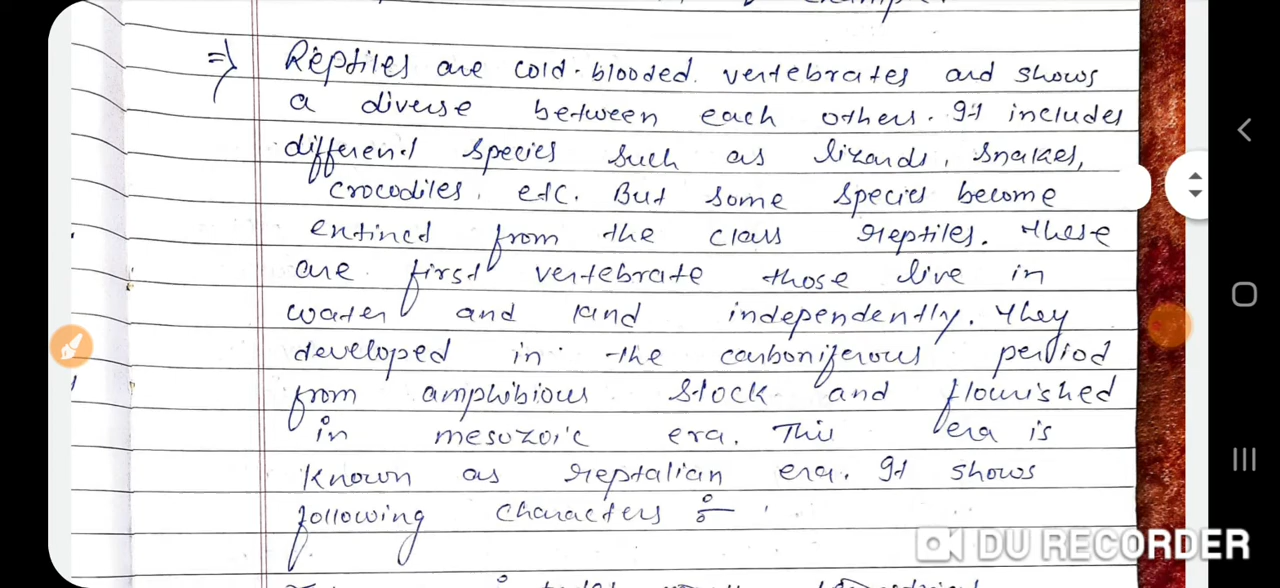 => Reptiles are cold-blooded vertebrates and shows
a diverse between each others. It includes
different species such as lizards, snakes,
crocodiles, etc. But some species become
entined from the class reptiles. These
are first vertebrate those live in
water and land independently. They
developed in the carboniferous period
from amphibious stock and flourished
in mesuzoic era. This era is
known as reptalian era. It shows
following characters :-
DU RECORDER